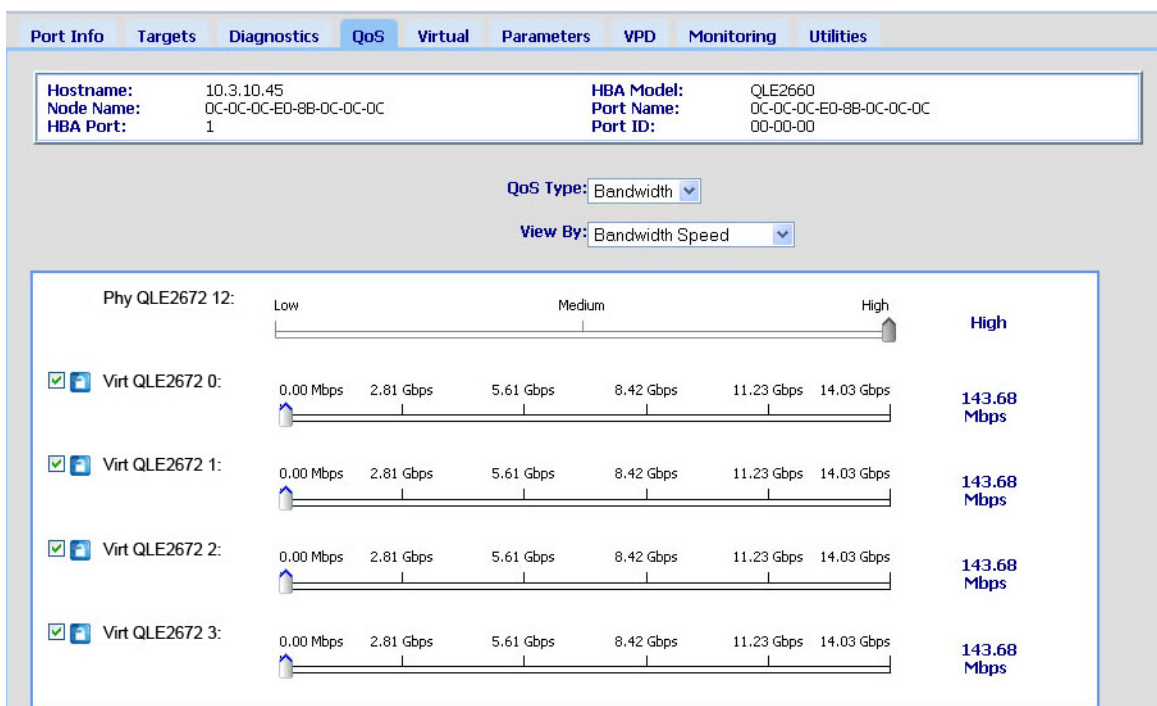 Port Info Targets Diagnostics QoS Virtual Parameters VPD Monitoring Utilities
Hostname: 10.3.10.45 HBA Model: QLE2660
Node Name: 0C-0C-0C-E0-8B-0C-0C-0C Port Name: 0C-0C-0C-E0-8B-0C-0C-0C
HBA Port: 1 Port ID: 00-00-00
QoS Type: Bandwidth
View By: Bandwidth Speed
Phy QLE2672 12: Low Medium High High
Virt QLE2672 0: 0.00 Mbps 2.81 Gbps 5.61 Gbps 8.42 Gbps 11.23 Gbps 14.03 Gbps 143.68
Mbps
Virt QLE2672 1: 0.00 Mbps 2.81 Gbps 5.61 Gbps 8.42 Gbps 11.23 Gbps 14.03 Gbps 143.68
Mbps
Virt QLE2672 2: 0.00 Mbps 2.81 Gbps 5.61 Gbps 8.42 Gbps 11.23 Gbps 14.03 Gbps 143.68
Mbps
Virt QLE2672 3: 0.00 Mbps 2.81 Gbps 5.61 Gbps 8.42 Gbps 11.23 Gbps 14.03 Gbps 143.68
Mbps